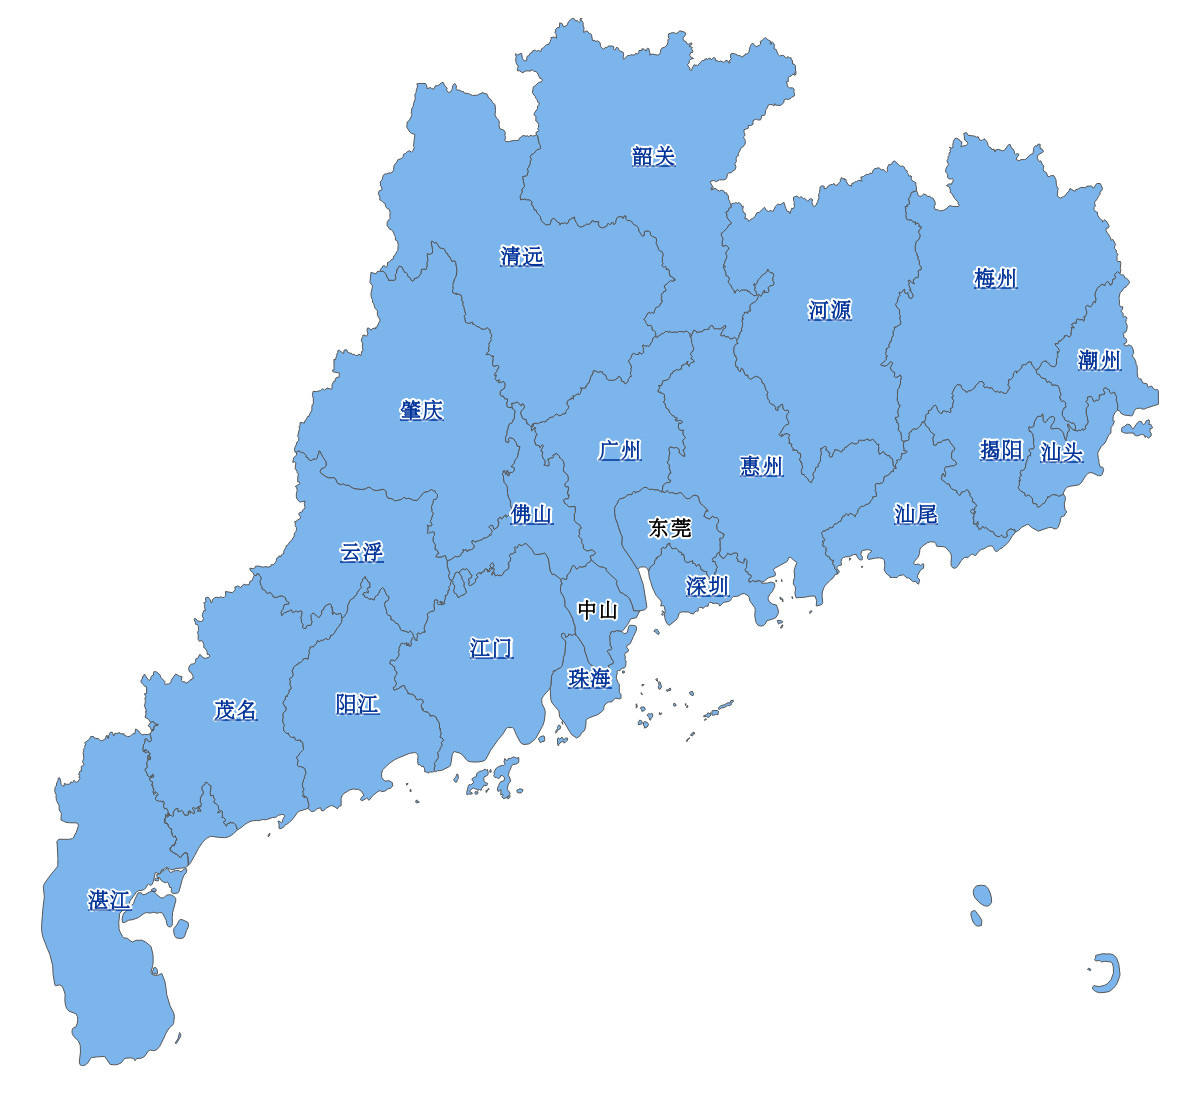 韶关
清远
梅州
河源
潮州
肇庆
广州
揭阳
汕头
惠州
佛山
汕尾
东莞
云浮
深圳
中山
江门
珠海
阳江
茂名
湛江